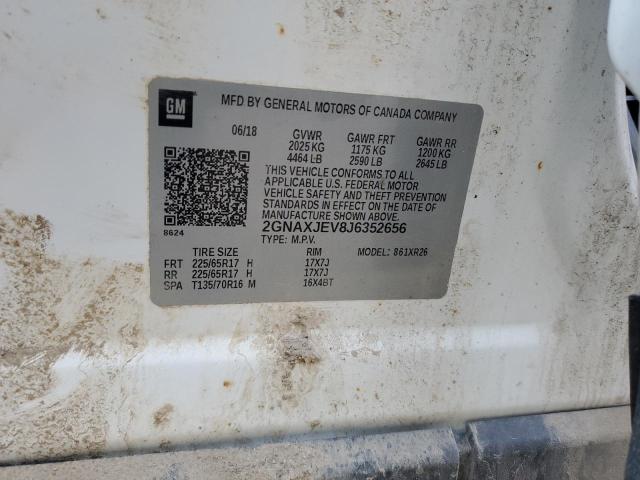 GM
MFD BY GENERAL MOTORS OF CANADA COMPANY
06/18 GVWR GAWR FRT GAWR RR
2025 KG 1175 KG 1200 KG
4464 LB 2590 LB 2645 LB
THIS VEHICLE CONFORMS TO ALL
APPLICABLE U.S. FEDERAL MOTOR
VEHICLE SAFETY AND THEFT PREVENTION
STANDARDS IN EFFECT ON THE DATE OF
MANUFACTURE SHOWN ABOVE.
8624 2GNAXJEV8J6352656
TYPE: M.P.V. MODEL: 861XR26
TIRE SIZE RIM
FRT 225/65R17 H 17X7J
RR 225/65R17 H 17X7J
SPA T135/70R16 M 16X4BT